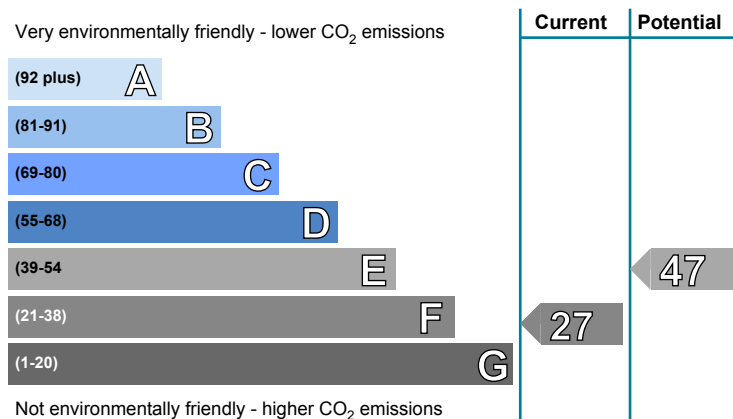 Current Potential
Very environmentally friendly - lower CO₂ emissions
(92 plus) A
(81-91) B
(69-80) C
(55-68) D
(39-54 E 47
(21-38) F 27
(1-20) G
Not environmentally friendly - higher CO₂ emissions